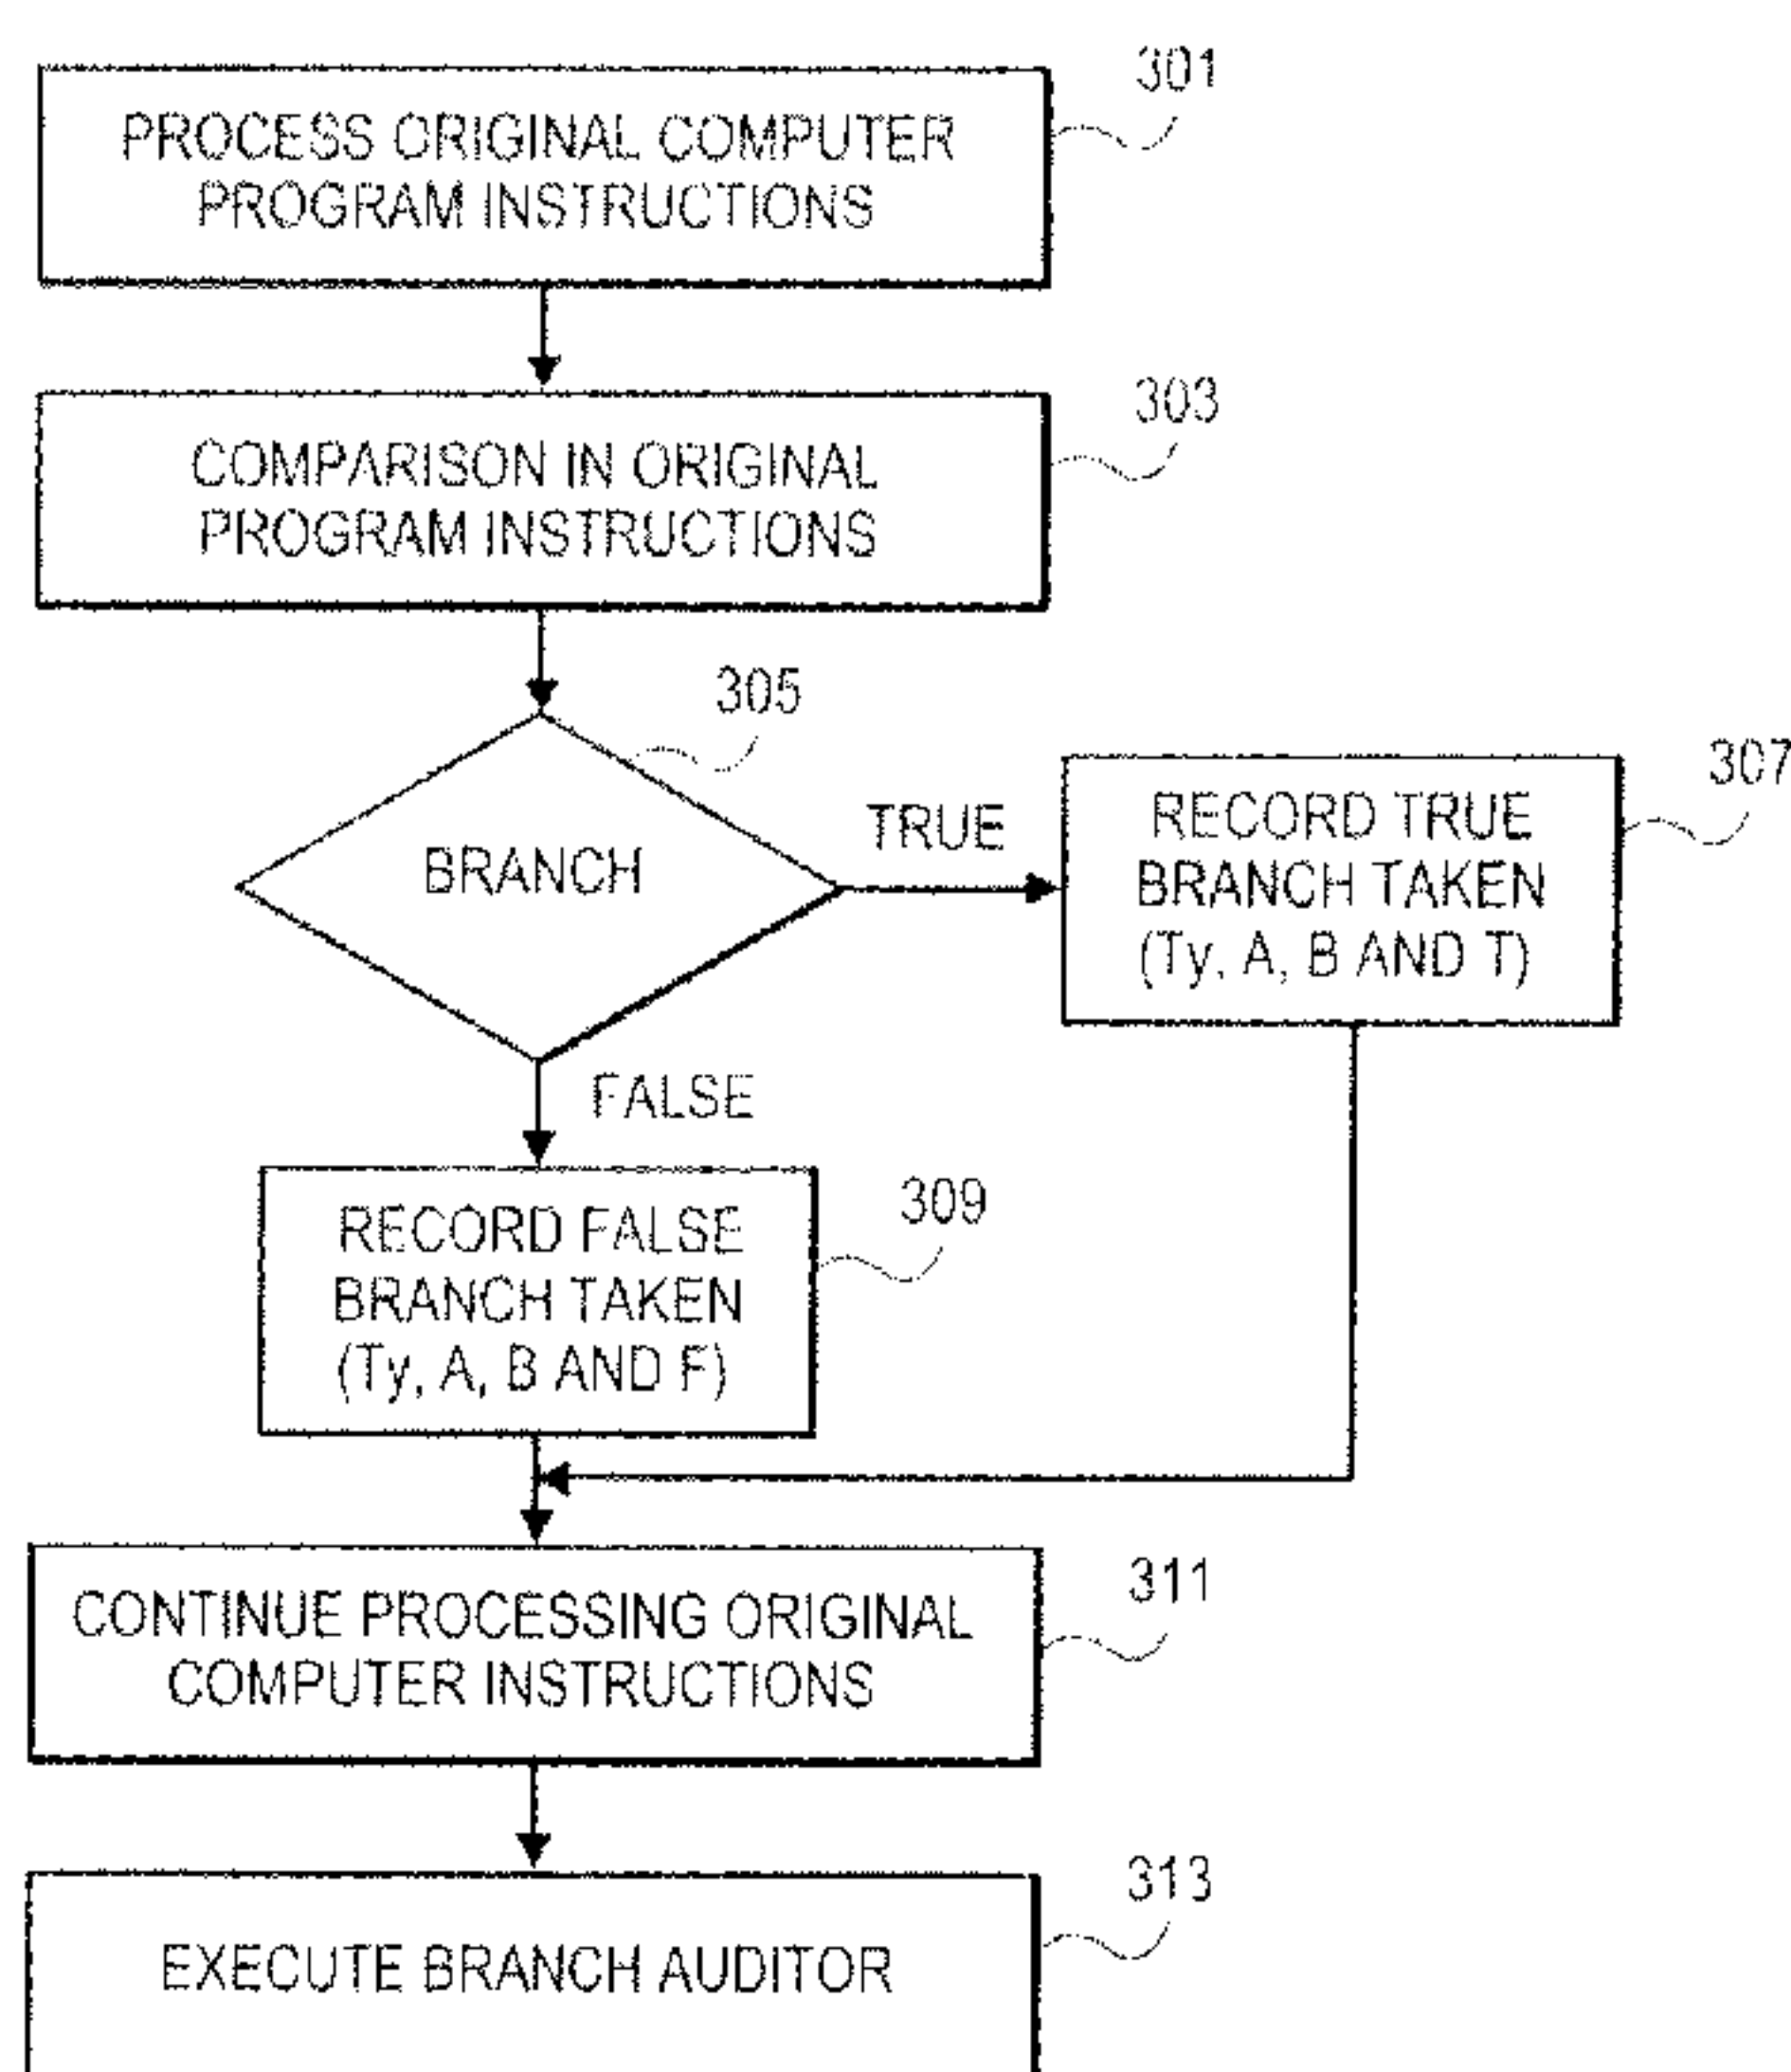 301
PROCESS ORIGINAL COMPUTER
PROGRAM INSTRUCTIONS
303
COMPARISON IN ORIGINAL
PROGRAM INSTRUCTIONS
305
BRANCH
TRUE
307
RECORD TRUE
BRANCH TAKEN
(Ty, A, B AND T)
FALSE
309
RECORD FALSE
BRANCH TAKEN
(Ty, A, B AND F)
311
CONTINUE PROCESSING ORIGINAL
COMPUTER INSTRUCTIONS
313
EXECUTE BRANCH AUDITOR